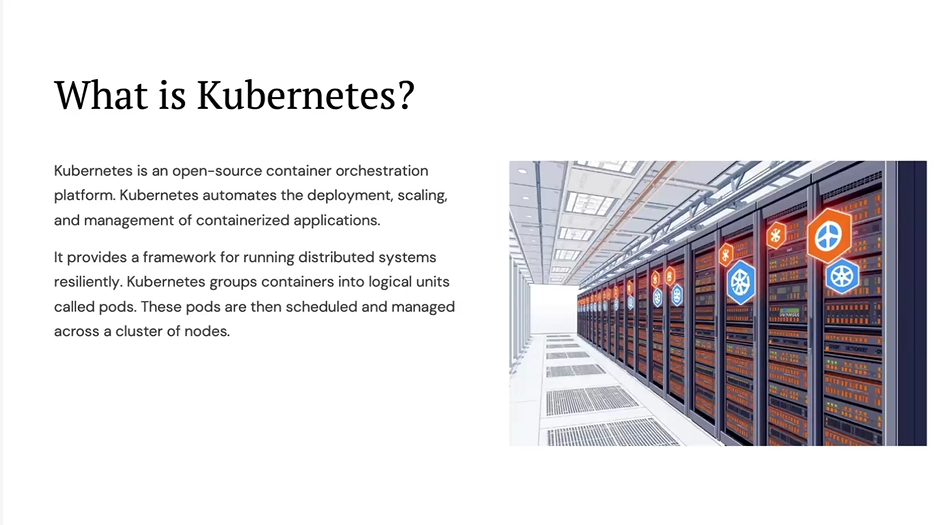 What is Kubernetes?
Kubernetes is an open-source container orchestration
platform. Kubernetes automates the deployment, scaling,
and management of containerized applications.
It provides a framework for running distributed systems
resiliently. Kubernetes groups containers into logical units
called pods. These pods are then scheduled and managed
across a cluster of nodes.